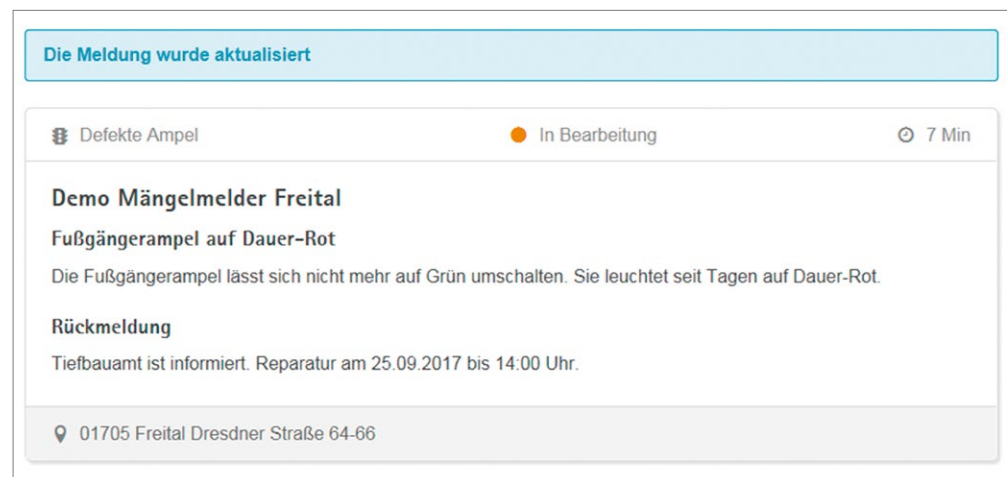 Die Meldung wurde aktualisiert
Defekte Ampel In Bearbeitung 7 Min
Demo Mängelmelder Freital
Fußgängerampel auf Dauer-Rot
Die Fußgängerampel lässt sich nicht mehr auf Grün umschalten. Sie leuchtet seit Tagen auf Dauer-Rot.
Rückmeldung
Tiefbauamt ist informiert. Reparatur am 25.09.2017 bis 14:00 Uhr.
01705 Freital Dresdner Straße 64-66